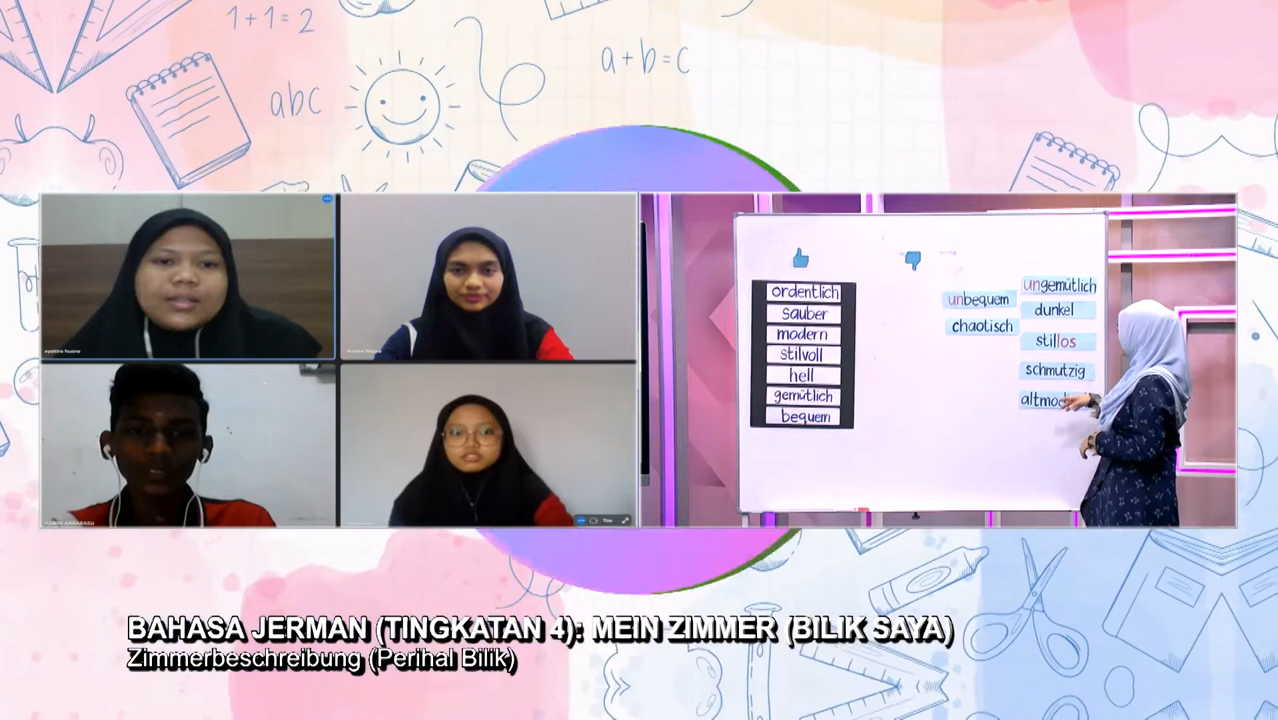 1 + 1 = 2
a + b = c
abc
ordentlich
sauber
modern
stilvoll
hell
gemütlich
bequem
unbequem
chaotisch
ungemütlich
dunkel
stillos
schmutzig
BAHASA JERMAN (TINGKATAN 4): MEIN ZIMMER (BILIK SAYA)
Zimmerbeschreibung (Perihal Bilik)